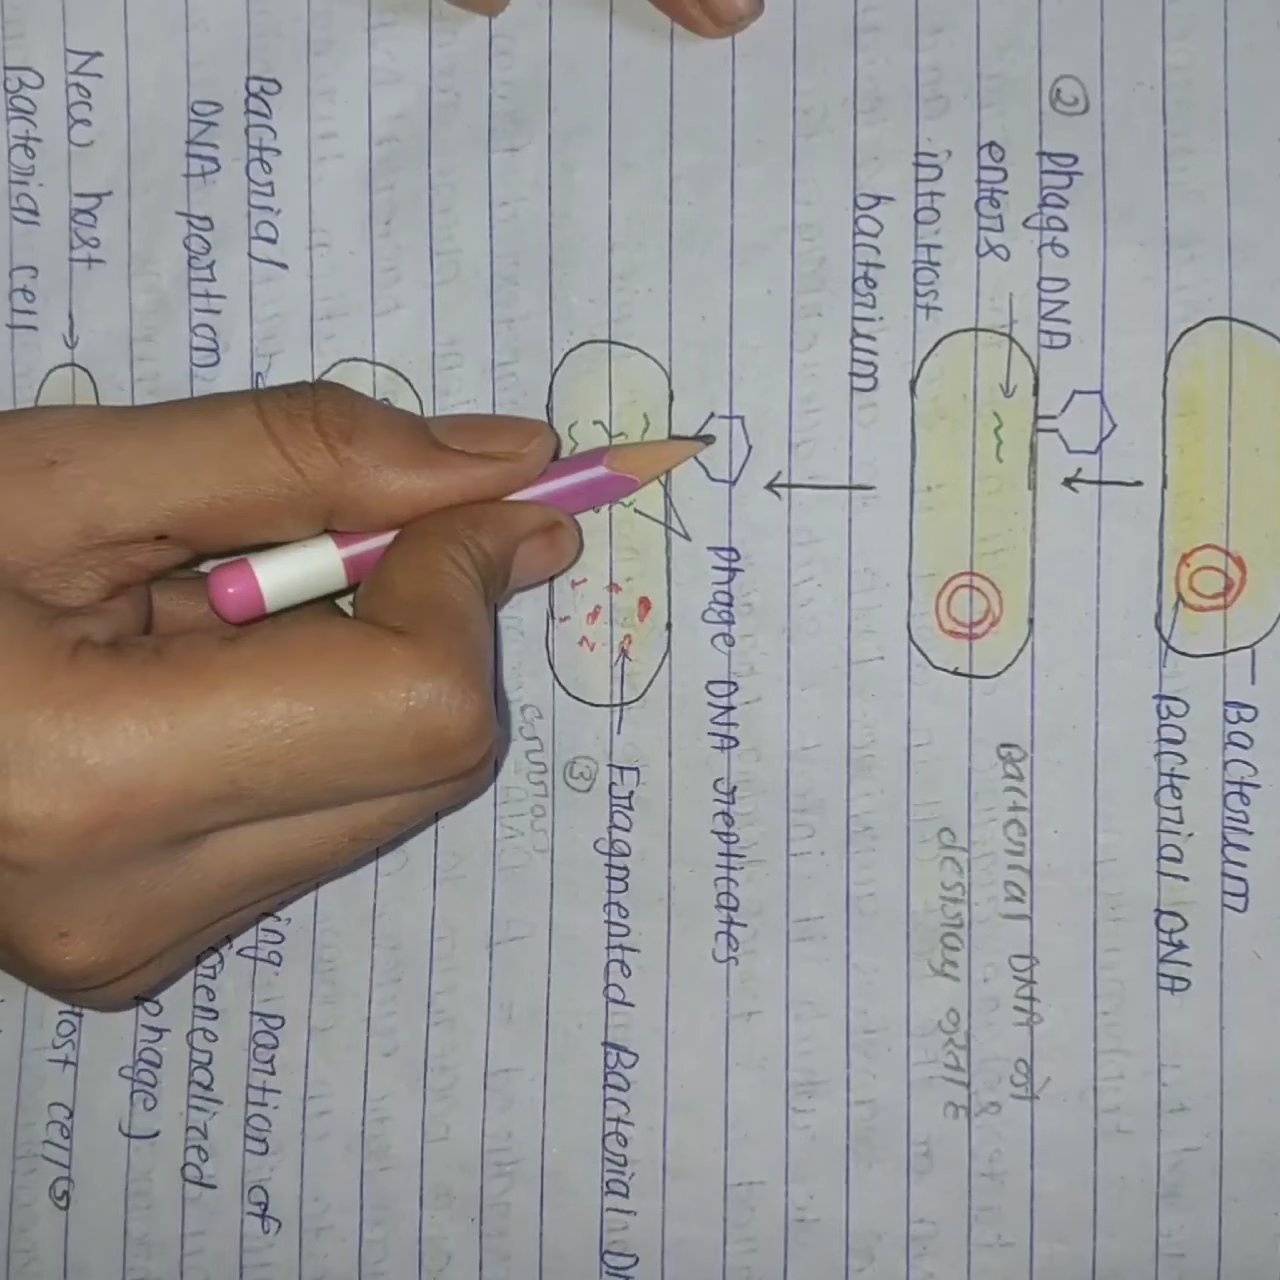 Bacterium
Bacterial DNA
② Phage DNA
enters
into Host
bacterium
Bacterial DNA को
destroy करता है
Phage DNA replicates
Fragmented Bacterial
③
Bacterial
DNA portion
ing portion of
Generalized
phage)
New host
Bacterial cell
Host cell ⑤